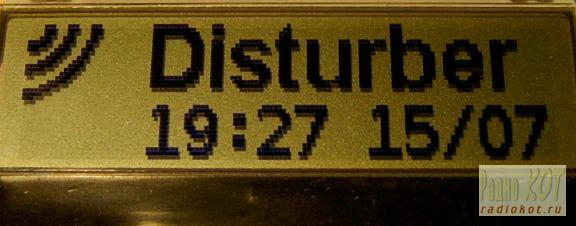 Disturber
19:27 15/07
Радио КОТ
radiokot.ru